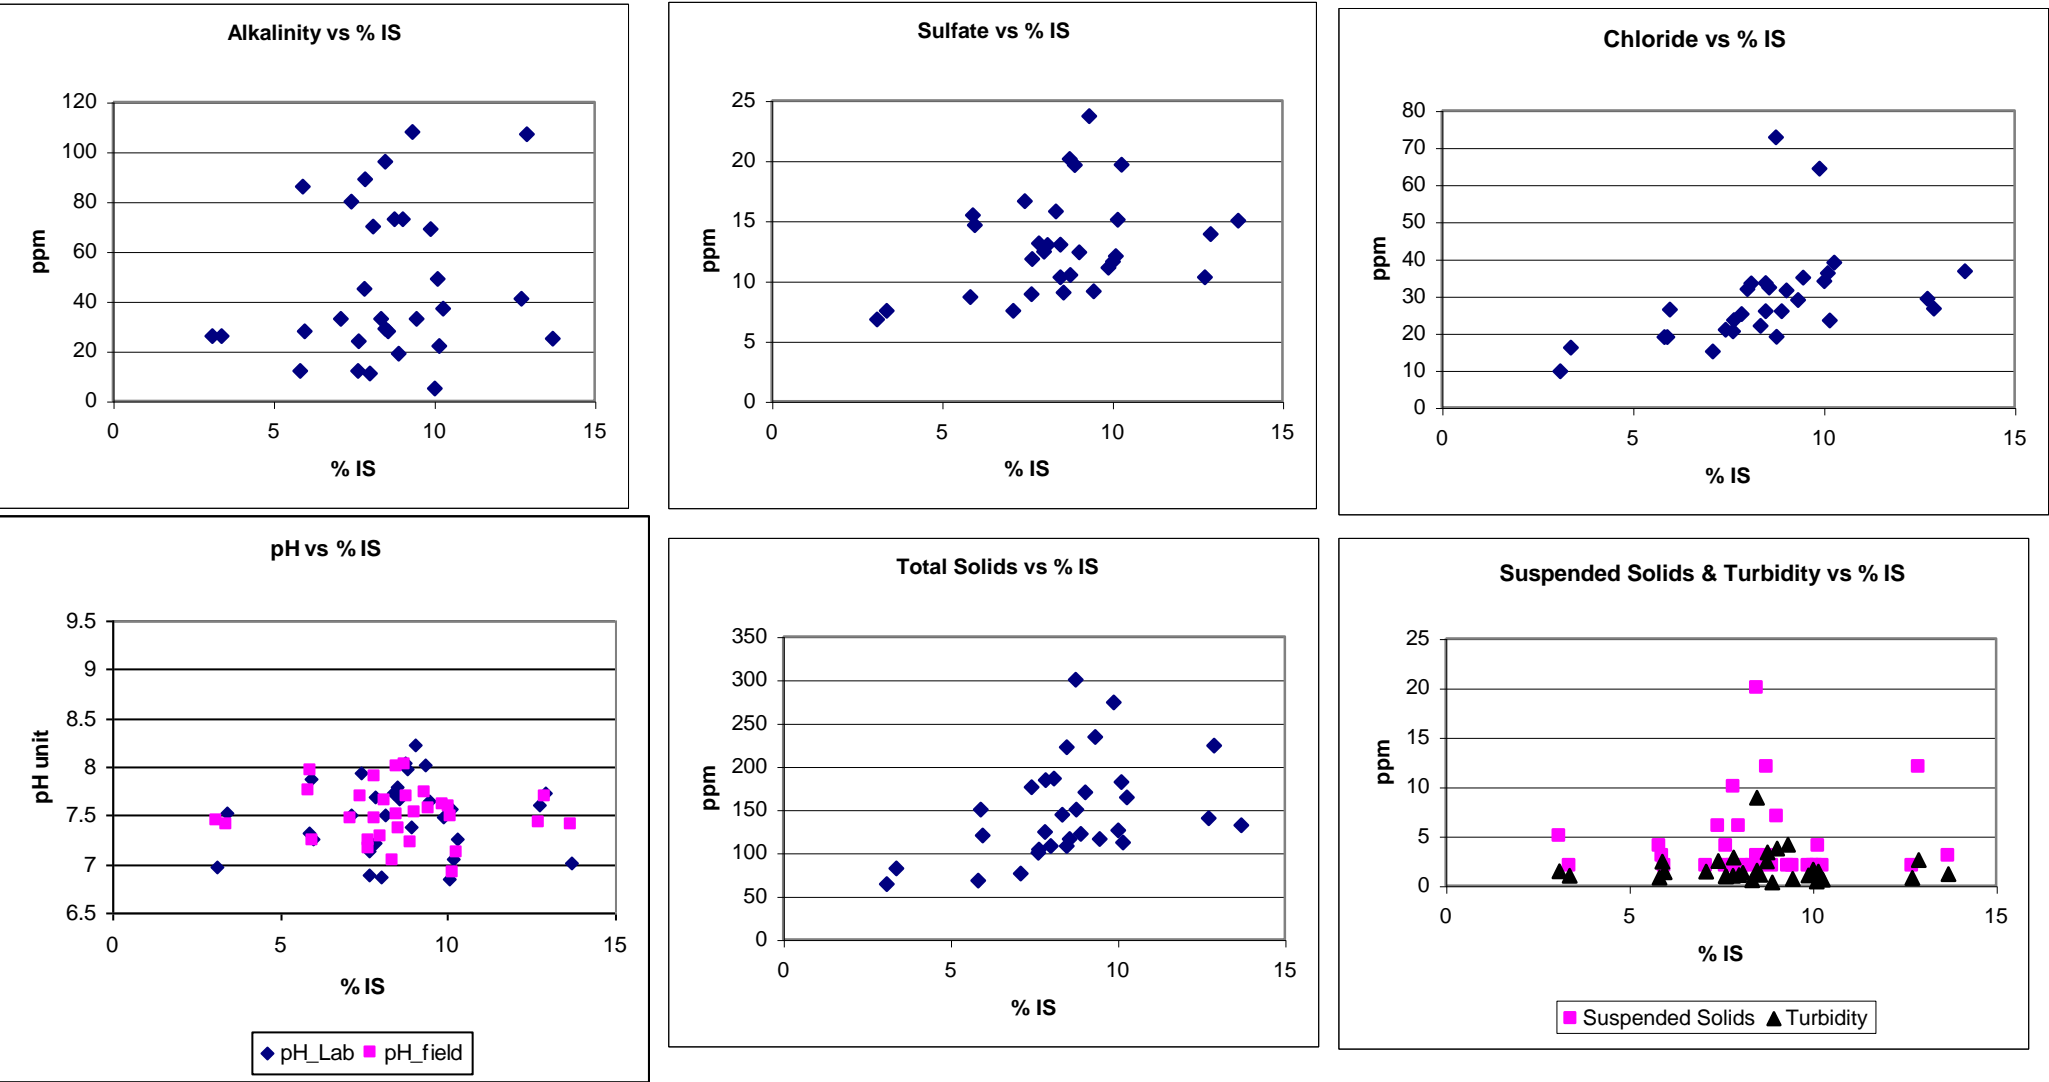 Alkalinity vs % IS
120
100
80
60
40
20
0
ppm
0 5 10 15
% IS
Sulfate vs % IS
25
20
15
10
5
0
ppm
0 5 10 15
% IS
Chloride vs % IS
80
70
60
50
40
30
20
10
0
ppm
0 5 10 15
% IS
pH vs % IS
9.5
9
8.5
8
7.5
7
6.5
pH unit
0 5 10 15
% IS
pH_Lab pH_field
Total Solids vs % IS
350
300
250
200
150
100
50
0
ppm
0 5 10 15
% IS
Suspended Solids & Turbidity vs % IS
25
20
15
10
5
0
ppm
0 5 10 15
% IS
Suspended Solids Turbidity